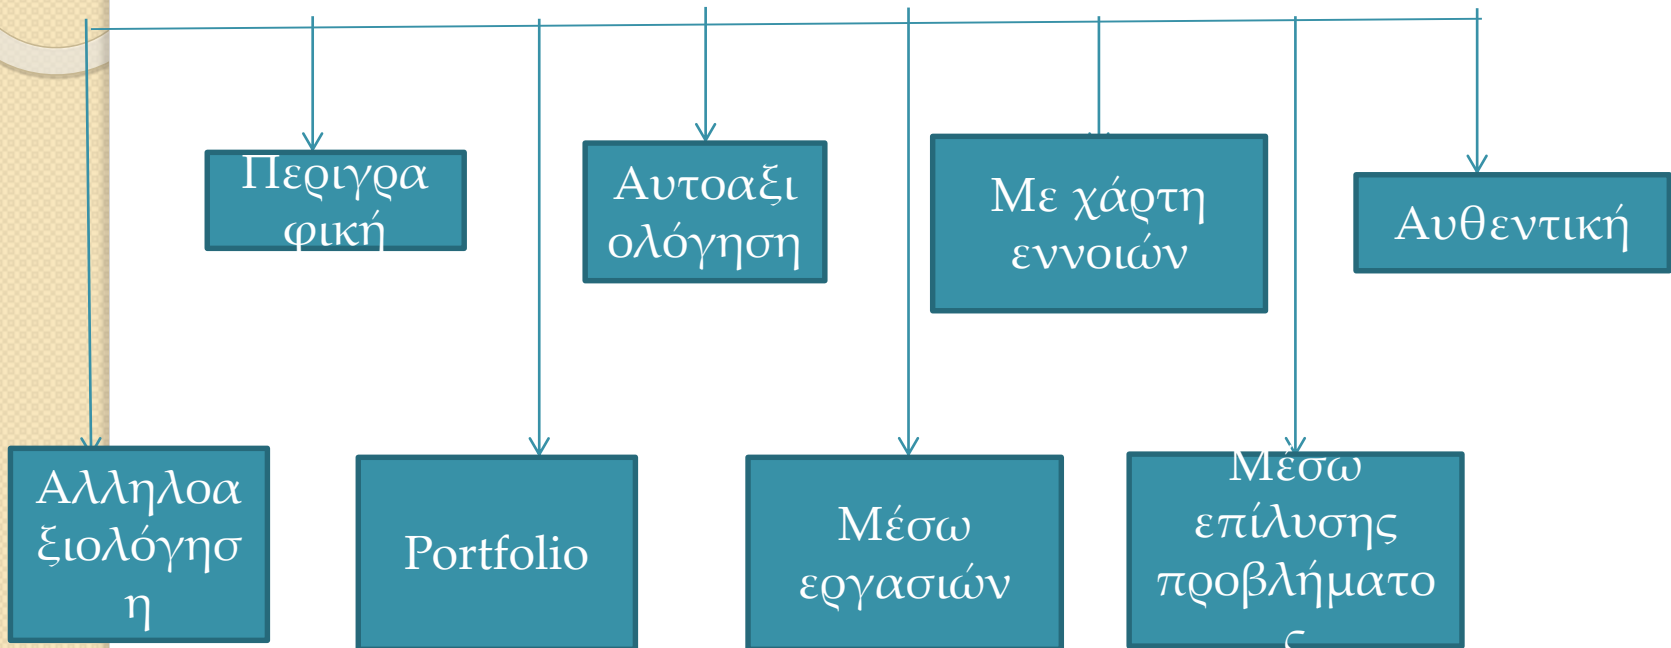 Περιγρα
φική
Αυτοαξι
ολόγηση
Με χάρτη
εννοιών
Αυθεντική
Αλληλοα
ξιολόγησ
η
Portfolio
Μέσω
εργασιών
Μέσω
επίλυσης
προβλήματο
ς